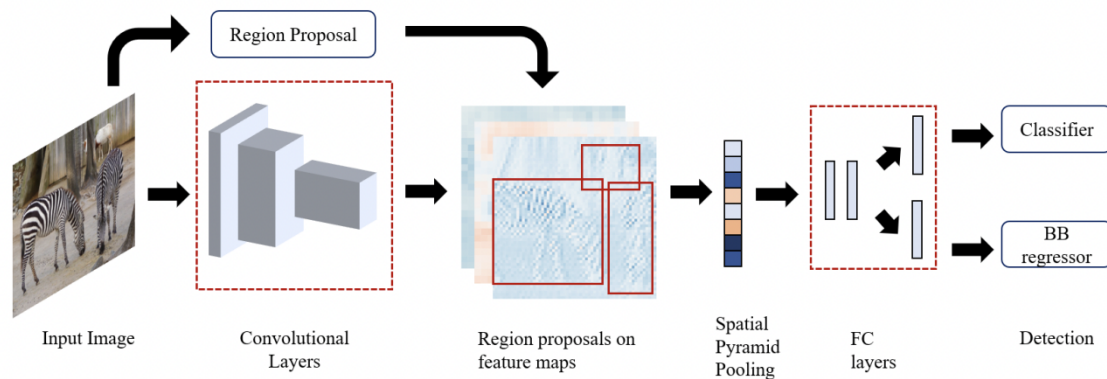 Region Proposal
Classifier
BB
regressor
Input Image
Convolutional
Layers
Region proposals on
feature maps
Spatial
Pyramid
Pooling
FC
layers
Detection